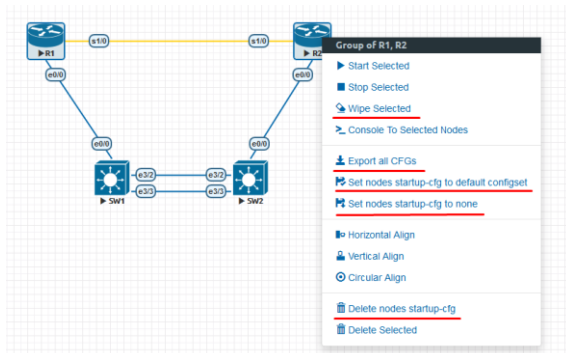 s1/0
s1/0
R1
R2
e0/0
e0/0
e0/0
e0/0
e3/2
e3/2
e3/3
e3/3
SW1
SW2
Group of R1, R2
Start Selected
Stop Selected
Wipe Selected
Console To Selected Nodes
Export all CFGs
Set nodes startup-cfg to default configset
Set nodes startup-cfg to none
Horizontal Align
Vertical Align
Circular Align
Delete nodes startup-cfg
Delete Selected